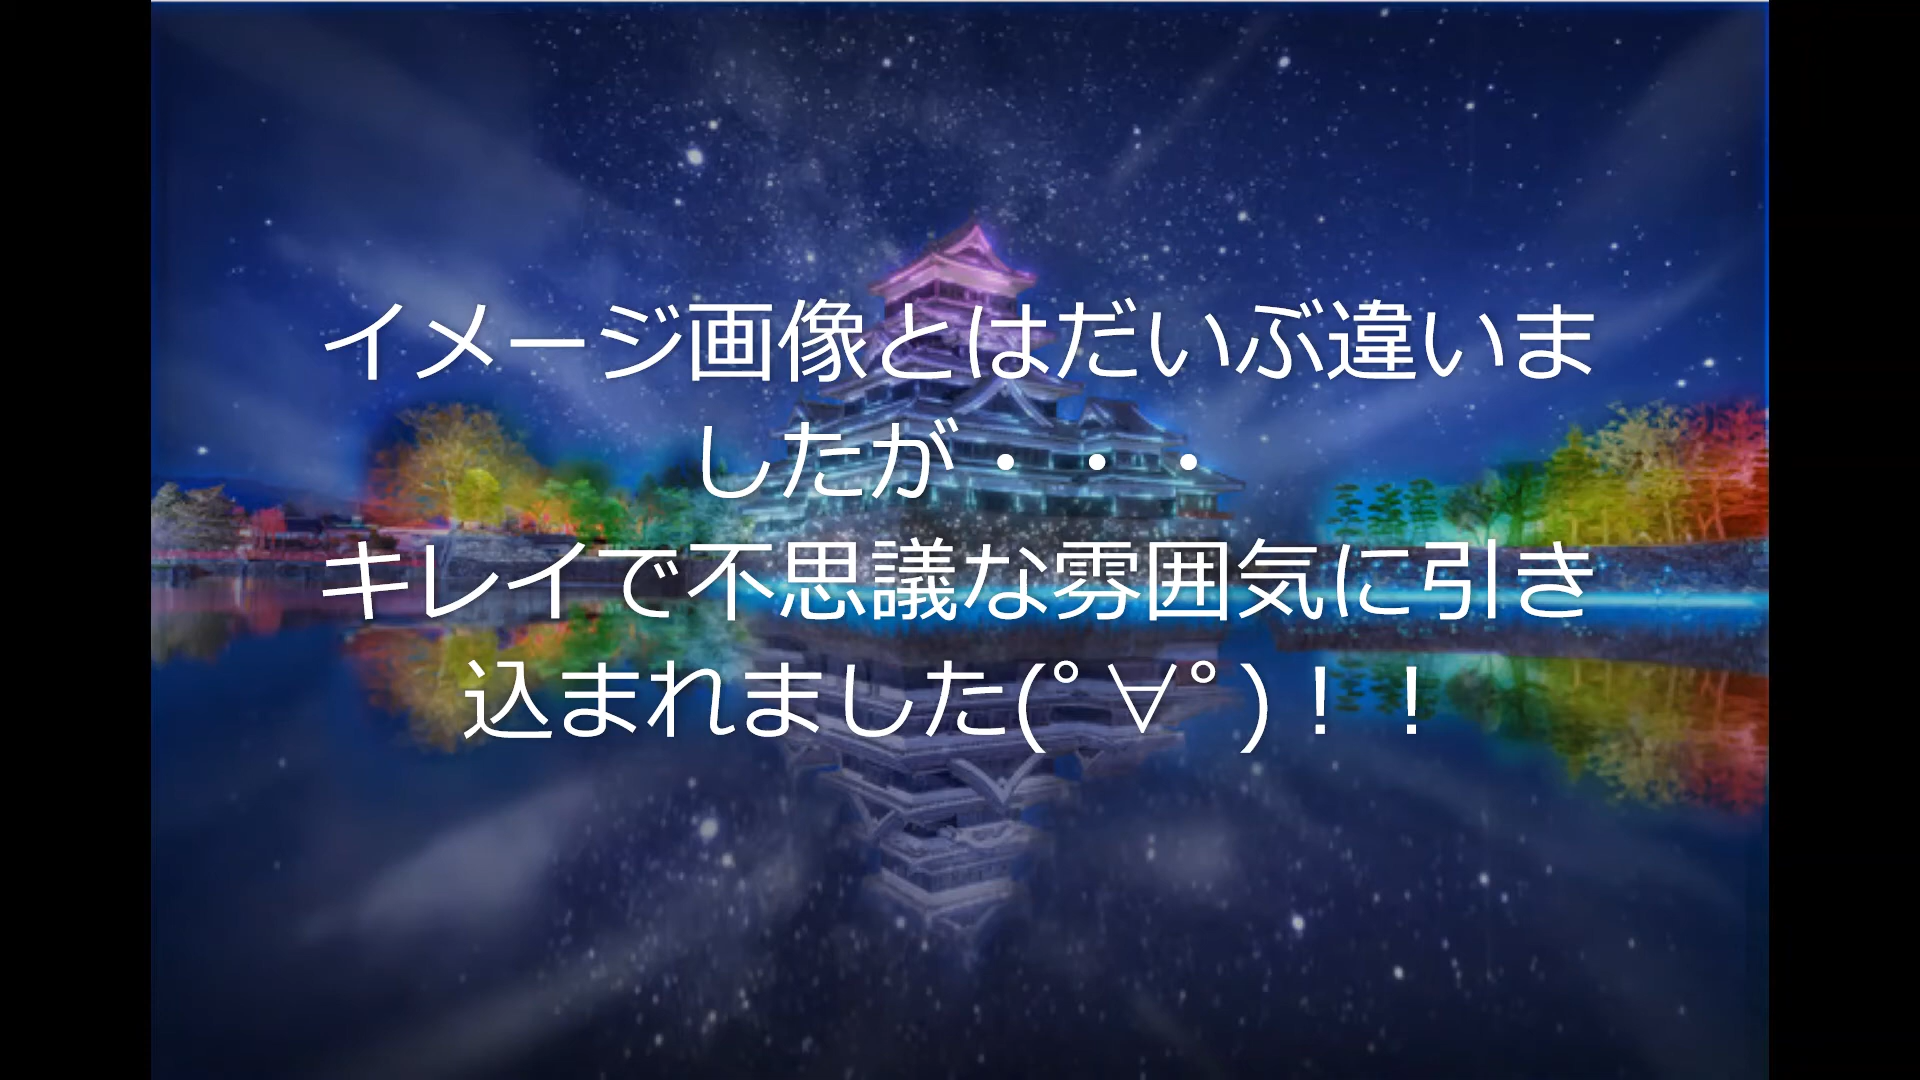 イメージ画像とはだいぶ違いま
したが・・・
キレイで不思議な雰囲気に引き
込まれました(ﾟ∀ﾟ)！！